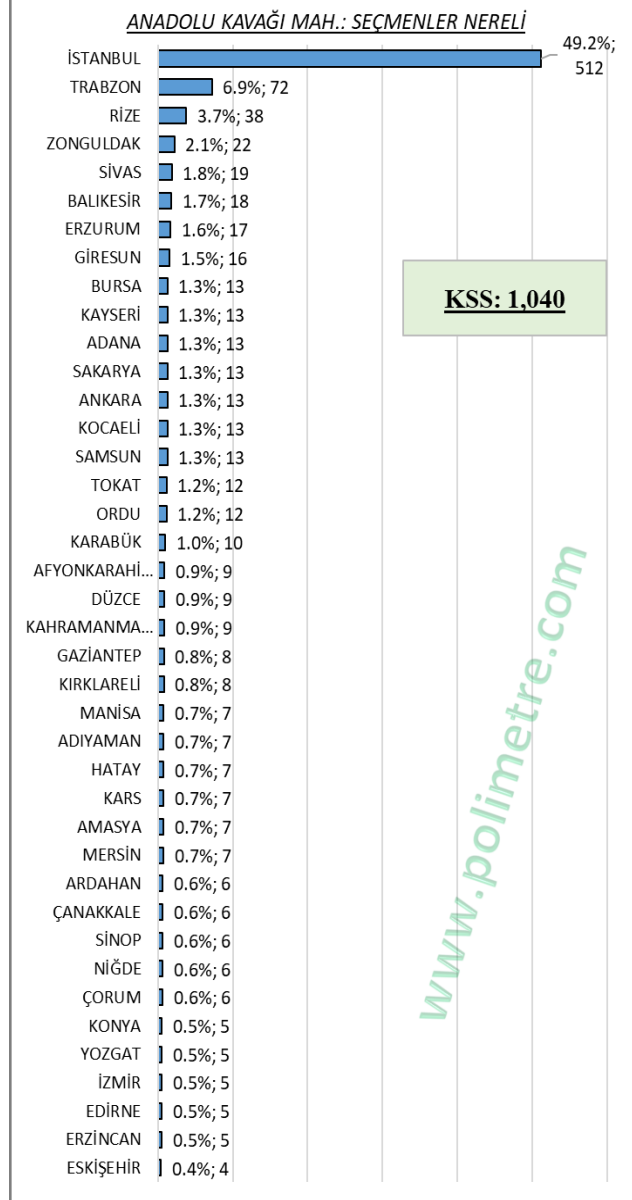 ANADOLU KAVAĞI MAH.: SEÇMENLER NERELİ
İSTANBUL 49.2%; 512
TRABZON 6.9%; 72
RİZE 3.7%; 38
ZONGULDAK 2.1%; 22
SİVAS 1.8%; 19
BALIKESİR 1.7%; 18
ERZURUM 1.6%; 17
GİRESUN 1.5%; 16
BURSA 1.3%; 13
KSS: 1,040
KAYSERİ 1.3%; 13
ADANA 1.3%; 13
SAKARYA 1.3%; 13
ANKARA 1.3%; 13
KOCAELİ 1.3%; 13
SAMSUN 1.3%; 13
TOKAT 1.2%; 12
ORDU 1.2%; 12
KARABÜK 1.0%; 10
AFYONKARAHİ... 0.9%; 9
DÜZCE 0.9%; 9
KAHRAMANMA... 0.9%; 9
GAZİANTEP 0.8%; 8
KIRKLARELİ 0.8%; 8
MANİSA 0.7%; 7
ADIYAMAN 0.7%; 7
HATAY 0.7%; 7
KARS 0.7%; 7
AMASYA 0.7%; 7
MERSİN 0.7%; 7
ARDAHAN 0.6%; 6
ÇANAKKALE 0.6%; 6
SİNOP 0.6%; 6
NİĞDE 0.6%; 6
ÇORUM 0.6%; 6
KONYA 0.5%; 5
YOZGAT 0.5%; 5
İZMİR 0.5%; 5
EDİRNE 0.5%; 5
ERZİNCAN 0.5%; 5
ESKİŞEHİR 0.4%; 4
www.polimetre.com